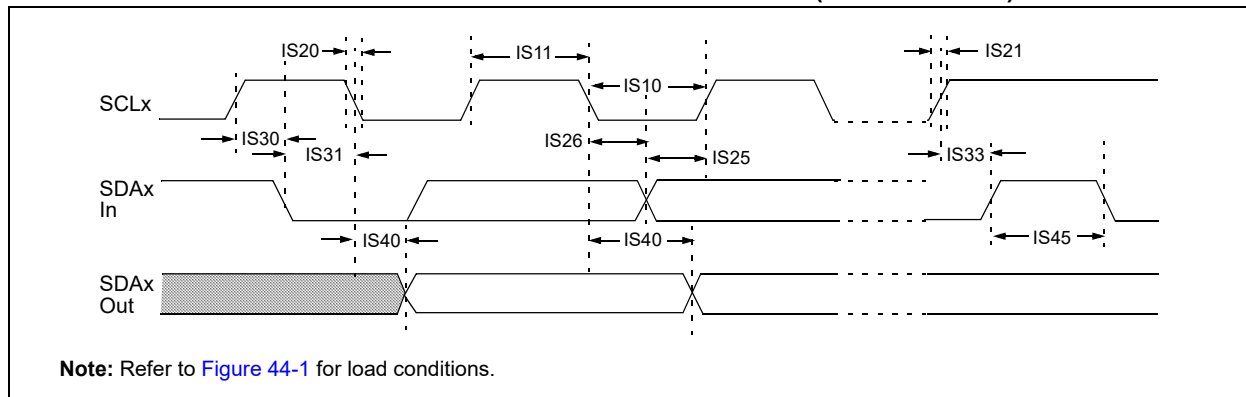 IS20
IS11
IS21
SCLx
IS10
IS30
IS31
IS26
IS25
IS33
SDAx
In
IS40
IS40
IS45
SDAx
Out
Note: Refer to Figure 44-1 for load conditions.